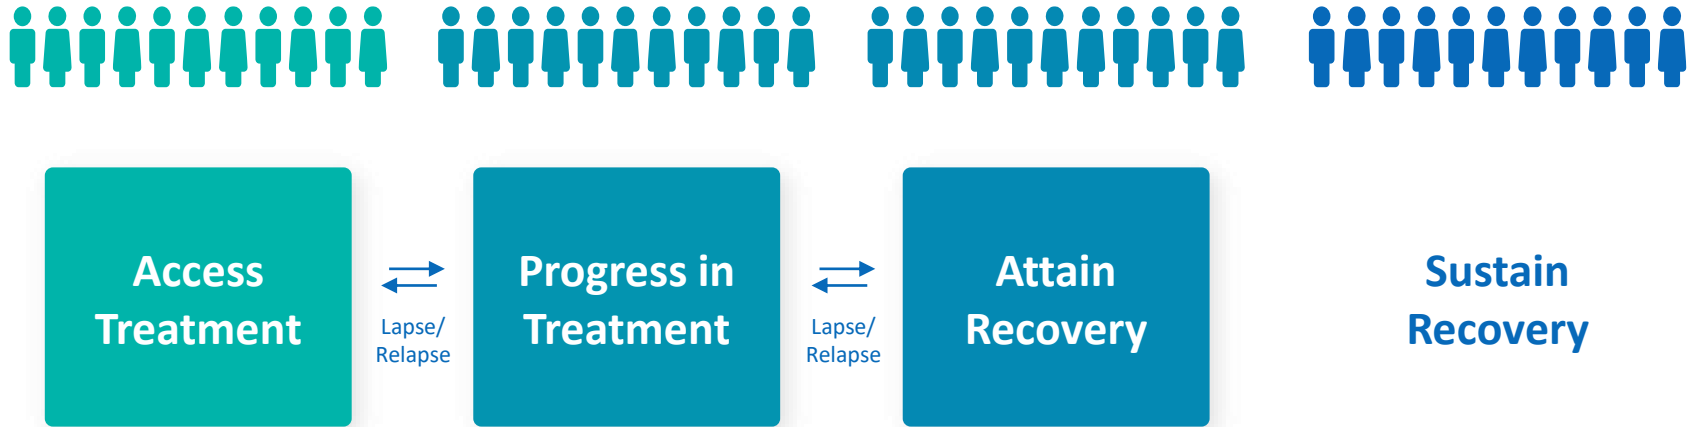 Access
Treatment
Lapse/
Relapse
Progress in
Treatment
Lapse/
Relapse
Attain
Recovery
Sustain
Recovery